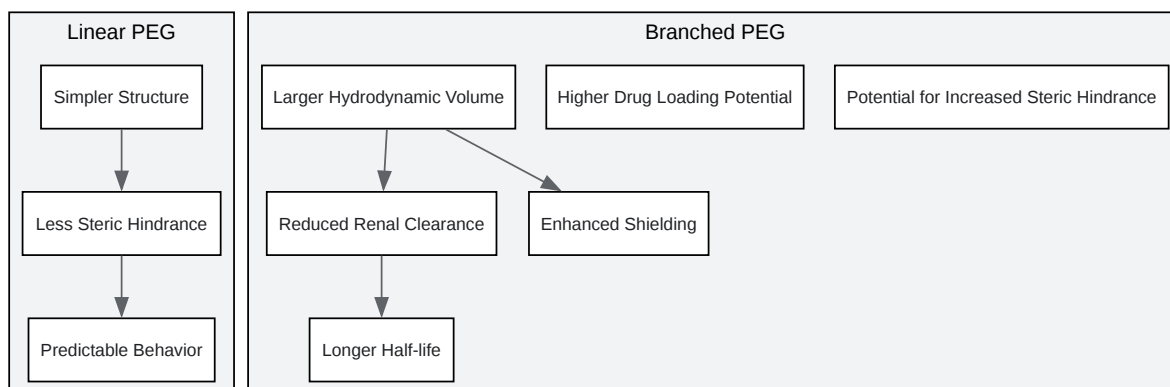 Linear PEG
Simpler Structure
Less Steric Hindrance
Predictable Behavior
Branched PEG
Larger Hydrodynamic Volume
Higher Drug Loading Potential
Potential for Increased Steric Hindrance
Reduced Renal Clearance
Enhanced Shielding
Longer Half-life